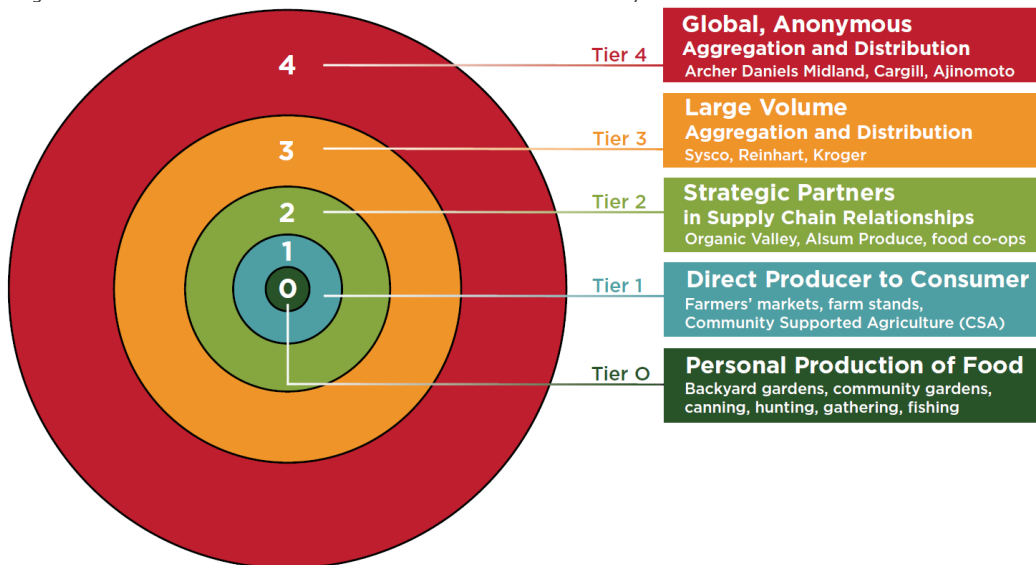 4
Tier 4
Global, Anonymous
Aggregation and Distribution
Archer Daniels Midland, Cargill, Ajinomoto
3
Tier 3
Large Volume
Aggregation and Distribution
Sysco, Reinhart, Kroger
2
Tier 2
Strategic Partners
in Supply Chain Relationships
Organic Valley, Alsum Produce, food co-ops
1
Tier 1
Direct Producer to Consumer
Farmers' markets, farm stands,
Community Supported Agriculture (CSA)
0
Tier 0
Personal Production of Food
Backyard gardens, community gardens,
canning, hunting, gathering, fishing